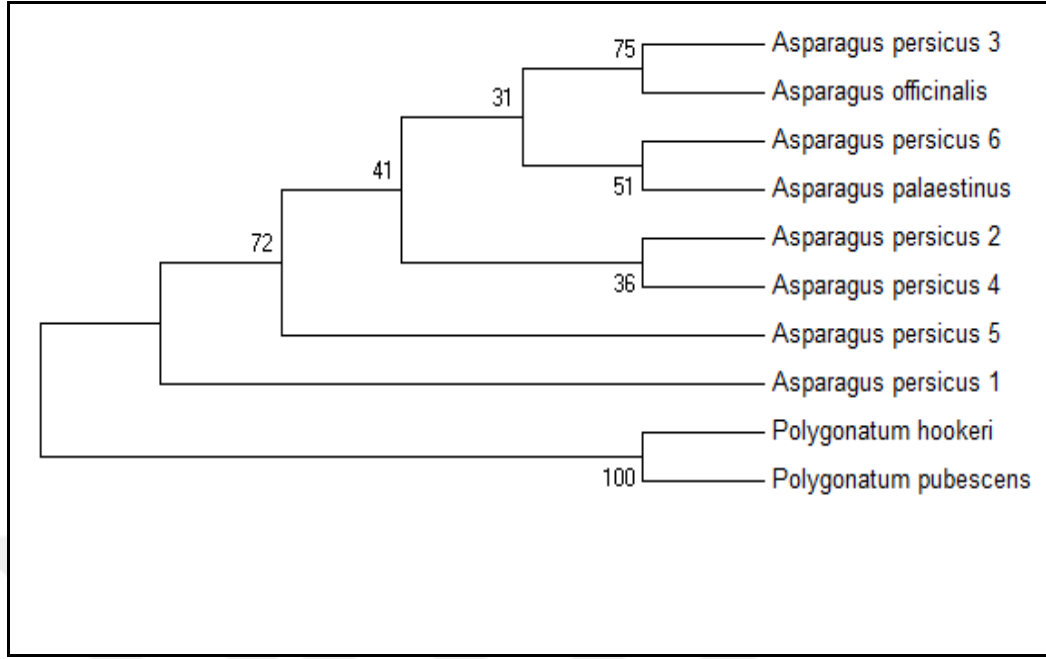 75
Asparagus persicus 3
Asparagus officinalis
31
Asparagus persicus 6
51
Asparagus palaestinus
41
Asparagus persicus 2
72
36
Asparagus persicus 4
Asparagus persicus 5
Asparagus persicus 1
Polygonatum hookeri
100
Polygonatum pubescens